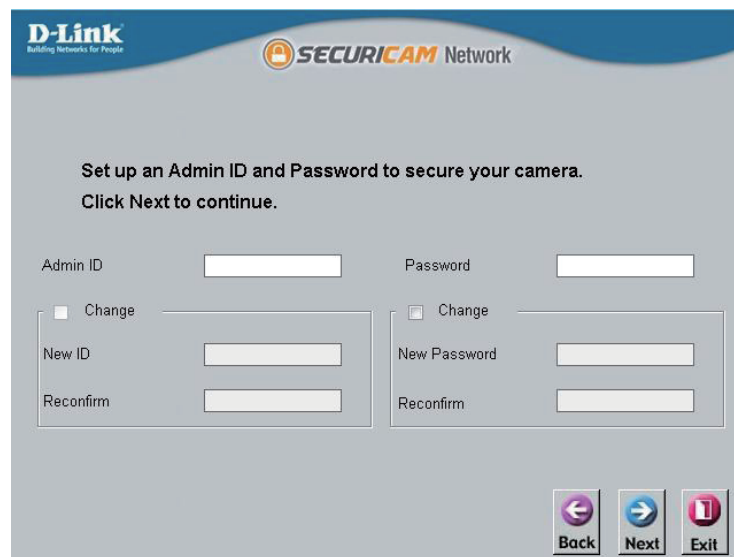 D-Link
Building Networks for People
SECURICAM Network
Set up an Admin ID and Password to secure your camera.
Click Next to continue.
Admin ID
Password
Change
Change
New ID
New Password
Reconfirm
Reconfirm
Back
Next
Exit